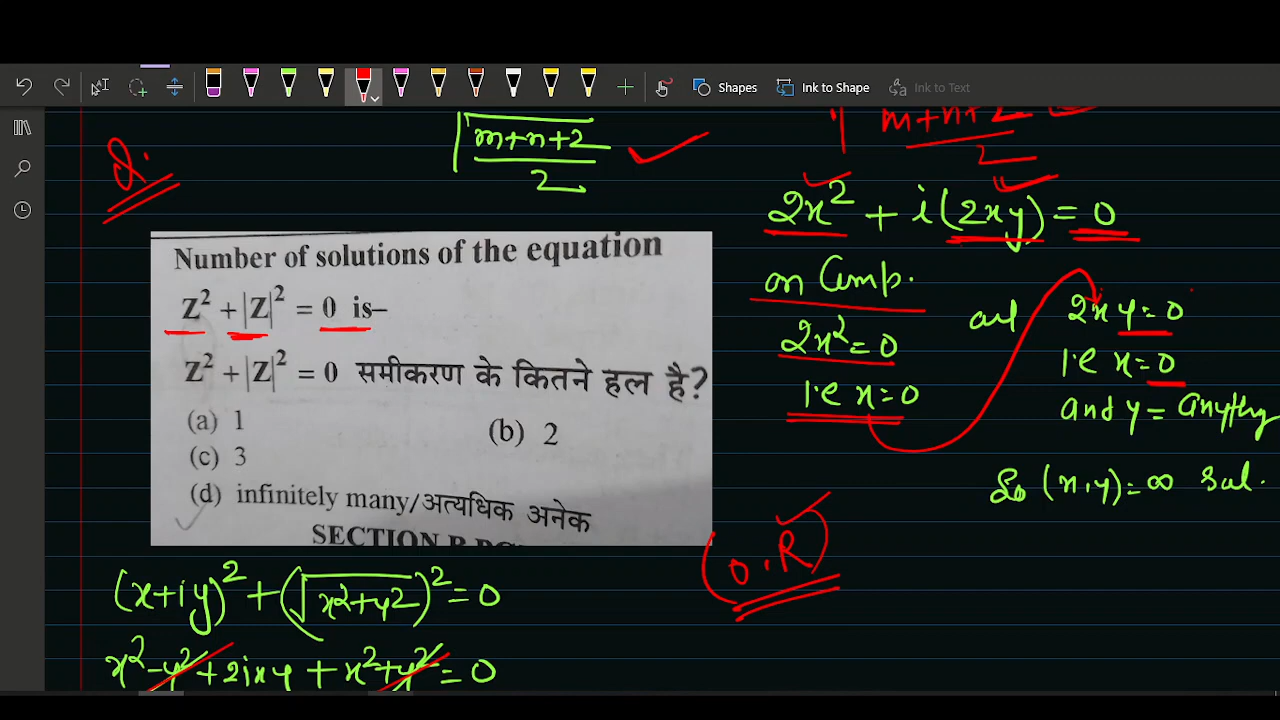 Shapes
Ink to Shape
Ink to Text
m+n+2
2
m+n+2
2
Q.
Number of solutions of the equation
Z² + |Z|² = 0 is–
Z² + |Z|² = 0 समीकरण के कितने हल है?
(a) 1
(b) 2
(c) 3
(d) infinitely many/अत्यधिक अनेक
(x+iy)² + (√x²+y²)² = 0
x² - y² + 2ixy + x² + y² = 0
2x² + i(2xy) = 0
on Comp.
2x² = 0
i.e x = 0
and
2xy = 0
i.e x = 0
and y = anything
So (x,y) = ∞ sol.
(0,R)